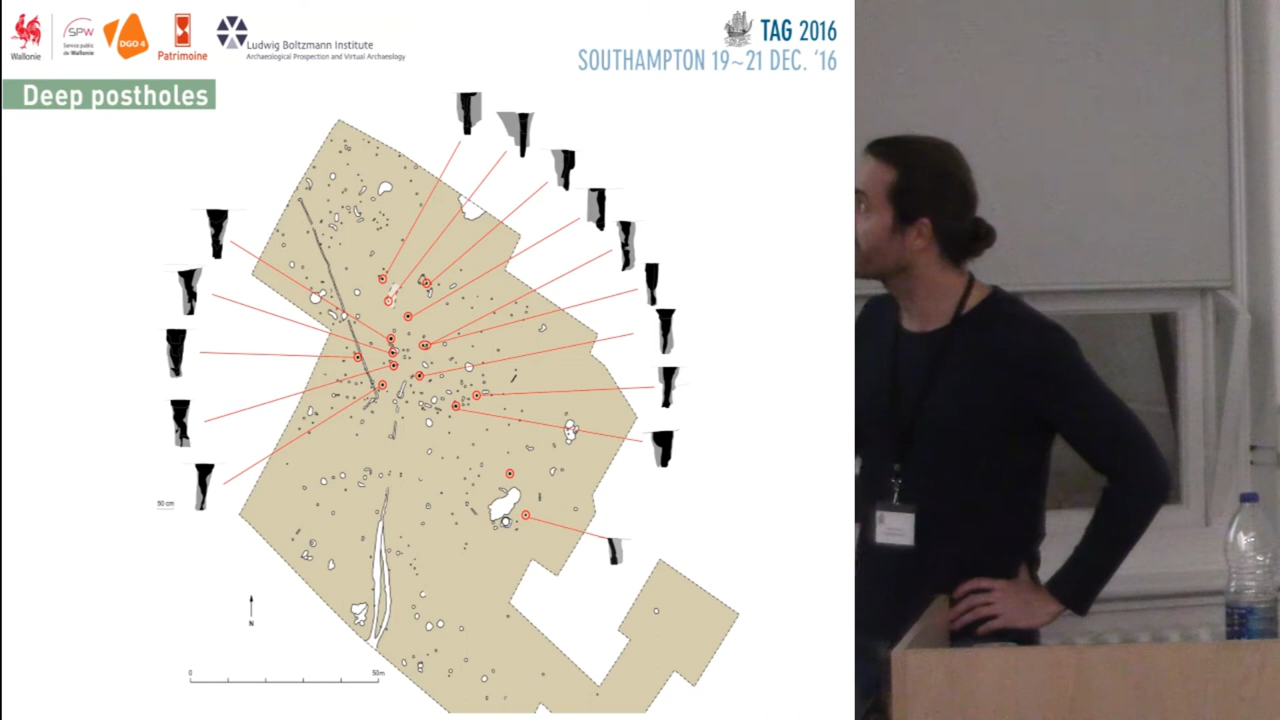 Wallonie
SPW
Service public
de Wallonie
DGO 4
Patrimoine
Ludwig Boltzmann Institute
Archaeological Prospection and Virtual Archaeology
TAG 2016
SOUTHAMPTON 19~21 DEC. '16
Deep postholes
50 cm
N
0
50m